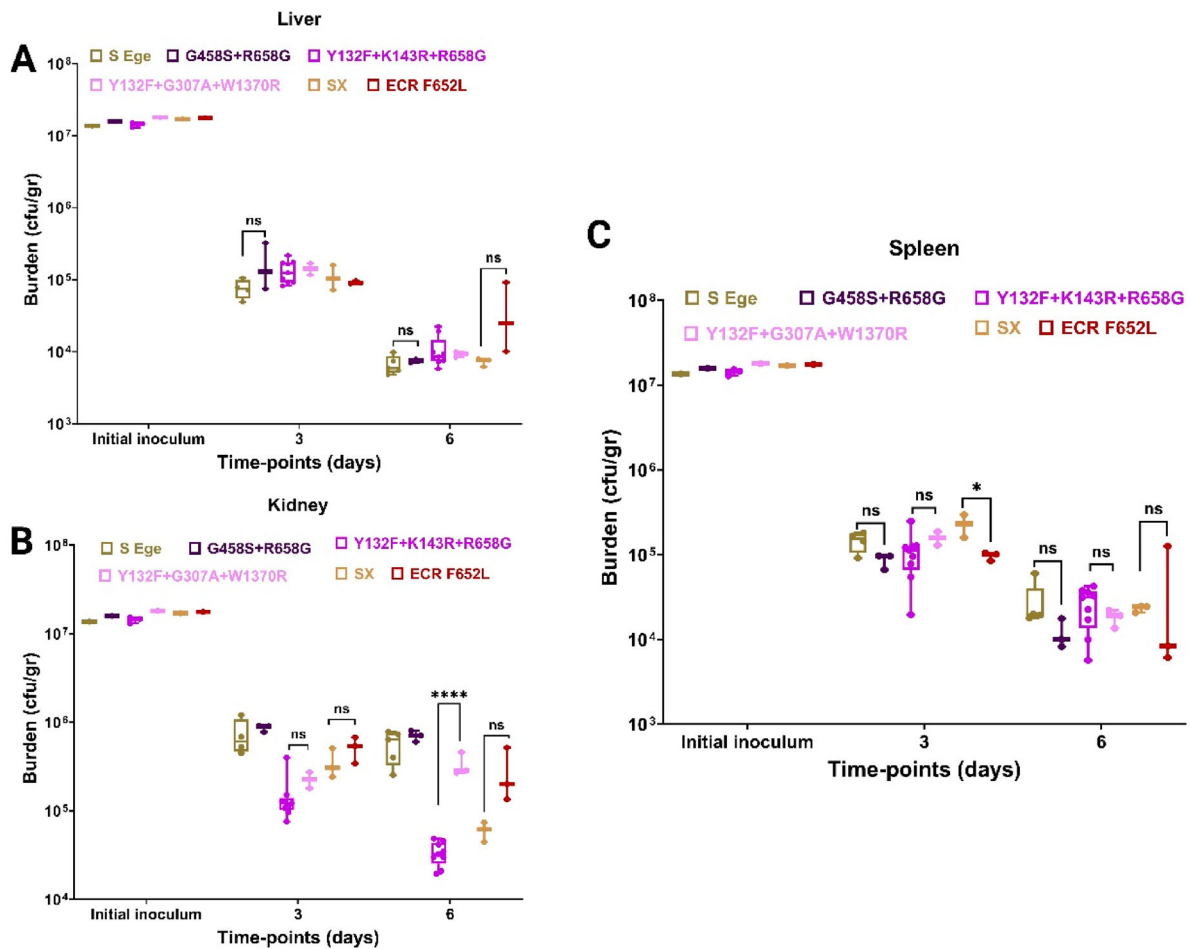 Liver
A
S Ege G458S+R658G Y132F+K143R+R658G
Y132F+G307A+W1370R SX ECR F652L
Burden (cfu/gr)
10⁸
10⁷
10⁶
10⁵
10⁴
10³
ns
ns
ns
Initial inoculum 3 6
Time-points (days)
Kidney
B
S Ege G458S+R658G Y132F+K143R+R658G
Y132F+G307A+W1370R SX ECR F652L
Burden (cfu/gr)
10⁸
10⁷
10⁶
10⁵
10⁴
ns
ns
****
ns
Initial inoculum 3 6
Time-points (days)
C
Spleen
S Ege G458S+R658G Y132F+K143R+R658G
Y132F+G307A+W1370R SX ECR F652L
Burden (cfu/gr)
10⁸
10⁷
10⁶
10⁵
10⁴
10³
ns
ns
*
ns
ns
ns
Initial inoculum 3 6
Time-points (days)